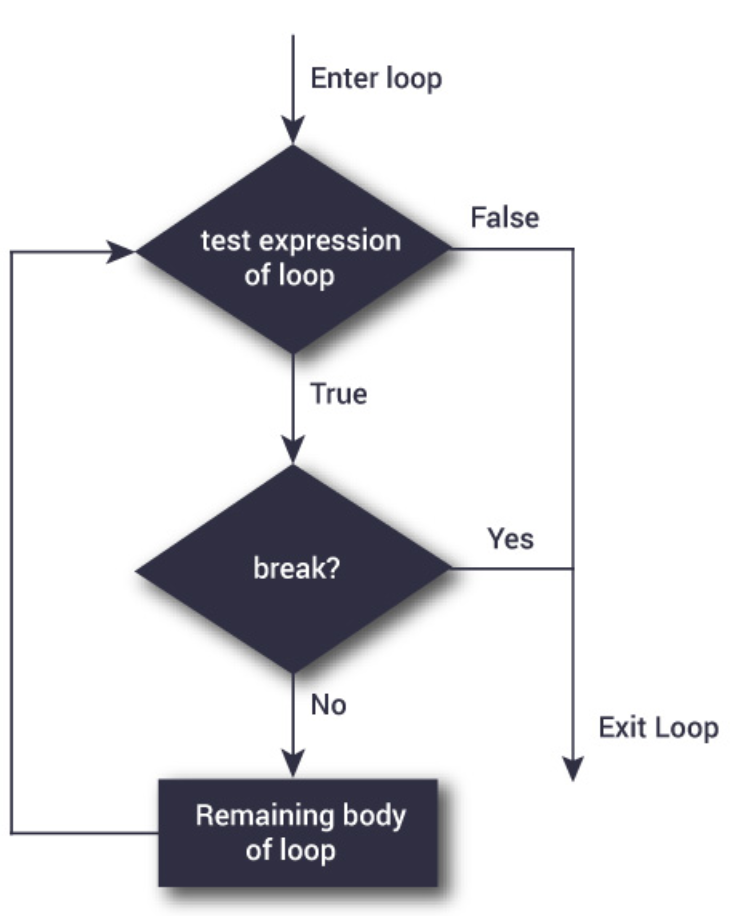 Enter loop
test expression
of loop
False
True
break?
Yes
No
Exit Loop
Remaining body
of loop